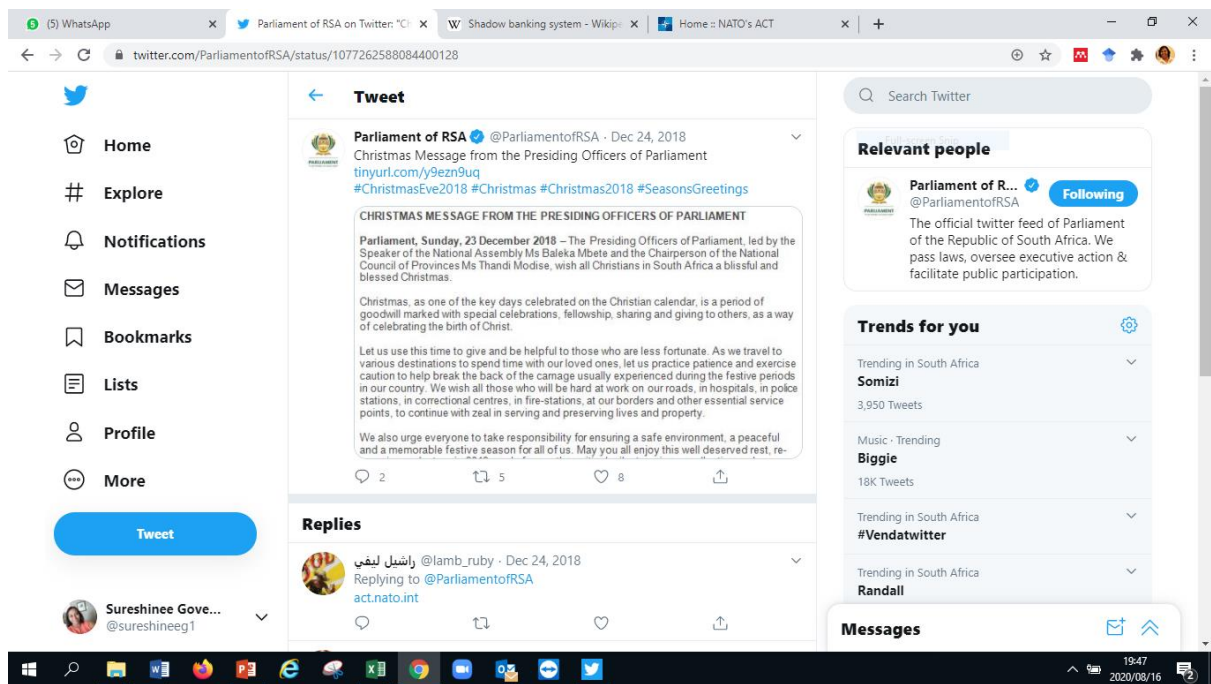 (5) WhatsApp
Parliament of RSA on Twitter: "Ch
Shadow banking system - Wikipe
Home :: NATO's ACT
twitter.com/ParliamentofRSA/status/1077262588084400128
Home
Explore
Notifications
Messages
Bookmarks
Lists
Profile
More
Tweet
Sureshinee Gove...
@sureshineeg1
Tweet
Parliament of RSA @ParliamentofRSA · Dec 24, 2018
Christmas Message from the Presiding Officers of Parliament
tinyurl.com/y9ezn9uq
#ChristmasEve2018 #Christmas #Christmas2018 #SeasonsGreetings
CHRISTMAS MESSAGE FROM THE PRESIDING OFFICERS OF PARLIAMENT
Parliament, Sunday, 23 December 2018 – The Presiding Officers of Parliament, led by the
Speaker of the National Assembly Ms Baleka Mbete and the Chairperson of the National
Council of Provinces Ms Thandi Modise, wish all Christians in South Africa a blissful and
blessed Christmas.
Christmas, as one of the key days celebrated on the Christian calendar, is a period of
goodwill marked with special celebrations, fellowship, sharing and giving to others, as a way
of celebrating the birth of Christ.
Let us use this time to give and be helpful to those who are less fortunate. As we travel to
various destinations to spend time with our loved ones, let us practice patience and exercise
caution to help break the back of the carnage usually experienced during the festive periods
in our country. We wish all those who will be hard at work on our roads, in hospitals, in police
stations, in correctional centres, in fire-stations, at our borders and other essential service
points, to continue with zeal in serving and preserving lives and property.
We also urge everyone to take responsibility for ensuring a safe environment, a peaceful
and a memorable festive season for all of us. May you all enjoy this well deserved rest, re-
2
5
8
Replies
راشيل ليفي @lamb_ruby · Dec 24, 2018
Replying to @ParliamentofRSA
act.nato.int
Search Twitter
Relevant people
Parliament of R...
@ParliamentofRSA
Following
The official twitter feed of Parliament
of the Republic of South Africa. We
pass laws, oversee executive action &
facilitate public participation.
Trends for you
Trending in South Africa
Somizi
3,950 Tweets
Music · Trending
Biggie
18K Tweets
Trending in South Africa
#Vendatwitter
Trending in South Africa
Randall
Messages
19:47
2020/08/16